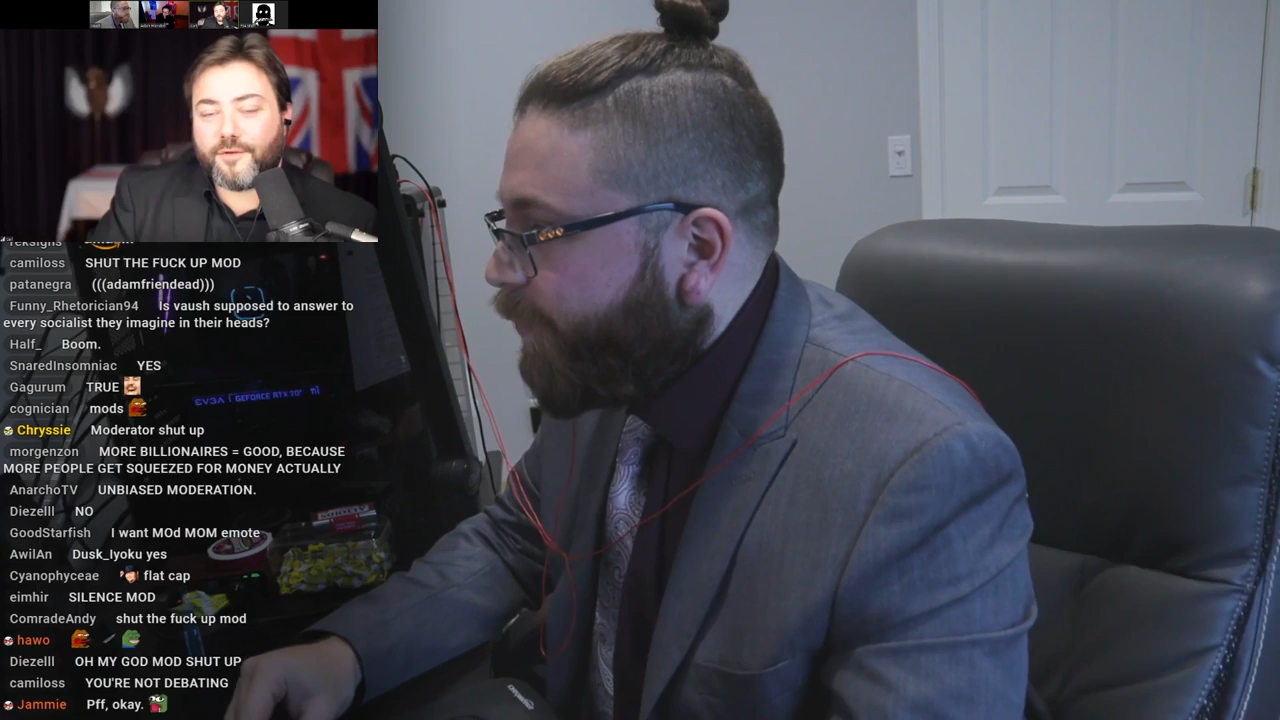 camiloss SHUT THE FUCK UP MOD
patanegra (((adamfriendead)))
Funny_Rhetorician94 Is vaush supposed to answer to
every socialist they imagine in their heads?
Half_ Boom.
SnaredInsomniac YES
Gagurum TRUE
cognician mods
Chryssie Moderator shut up
morgenzon MORE BILLIONAIRES = GOOD, BECAUSE
MORE PEOPLE GET SQUEEZED FOR MONEY ACTUALLY
AnarchoTV UNBIASED MODERATION.
Diezelll NO
GoodStarfish I want MOd MOM emote
AwilAn Dusk_lyoku yes
Cyanophyceae flat cap
eimhir SILENCE MOD
ComradeAndy shut the fuck up mod
hawo
Diezelll OH MY GOD MOD SHUT UP
camiloss YOU'RE NOT DEBATING
Jammie Pff, okay.
EVGA GEFORCE RTX